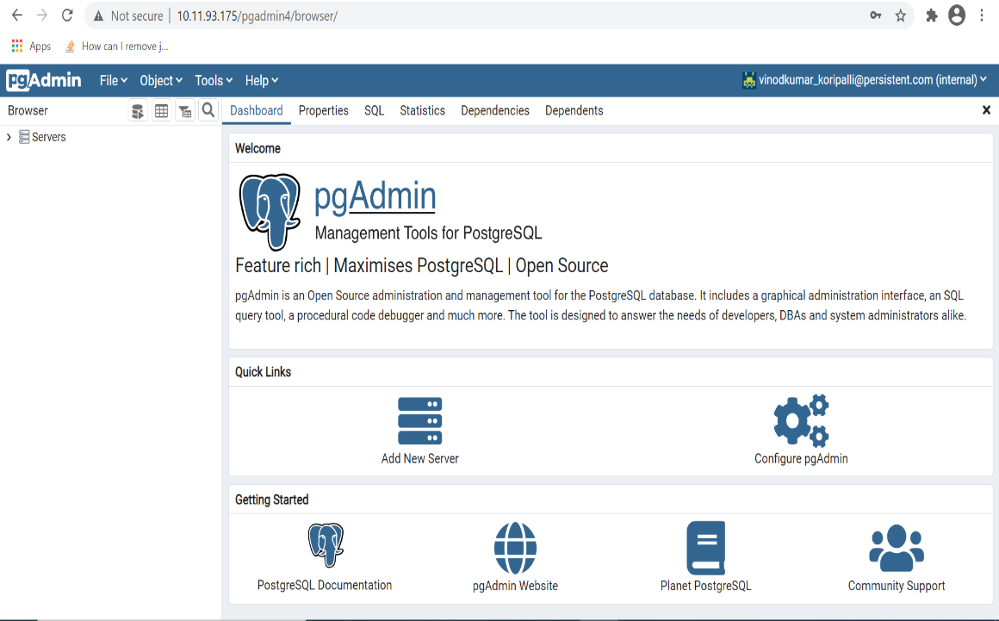 Not secure | 10.11.93.175/pgadmin4/browser/
Apps How can I remove j...
pgAdmin File Object Tools Help vinodkumar_koripalli@persistent.com (internal)
Browser Dashboard Properties SQL Statistics Dependencies Dependents
Servers
Welcome
pgAdmin
Management Tools for PostgreSQL
Feature rich | Maximises PostgreSQL | Open Source
pgAdmin is an Open Source administration and management tool for the PostgreSQL database. It includes a graphical administration interface, an SQL
query tool, a procedural code debugger and much more. The tool is designed to answer the needs of developers, DBAs and system administrators alike.
Quick Links
Add New Server Configure pgAdmin
Getting Started
PostgreSQL Documentation pgAdmin Website Planet PostgreSQL Community Support